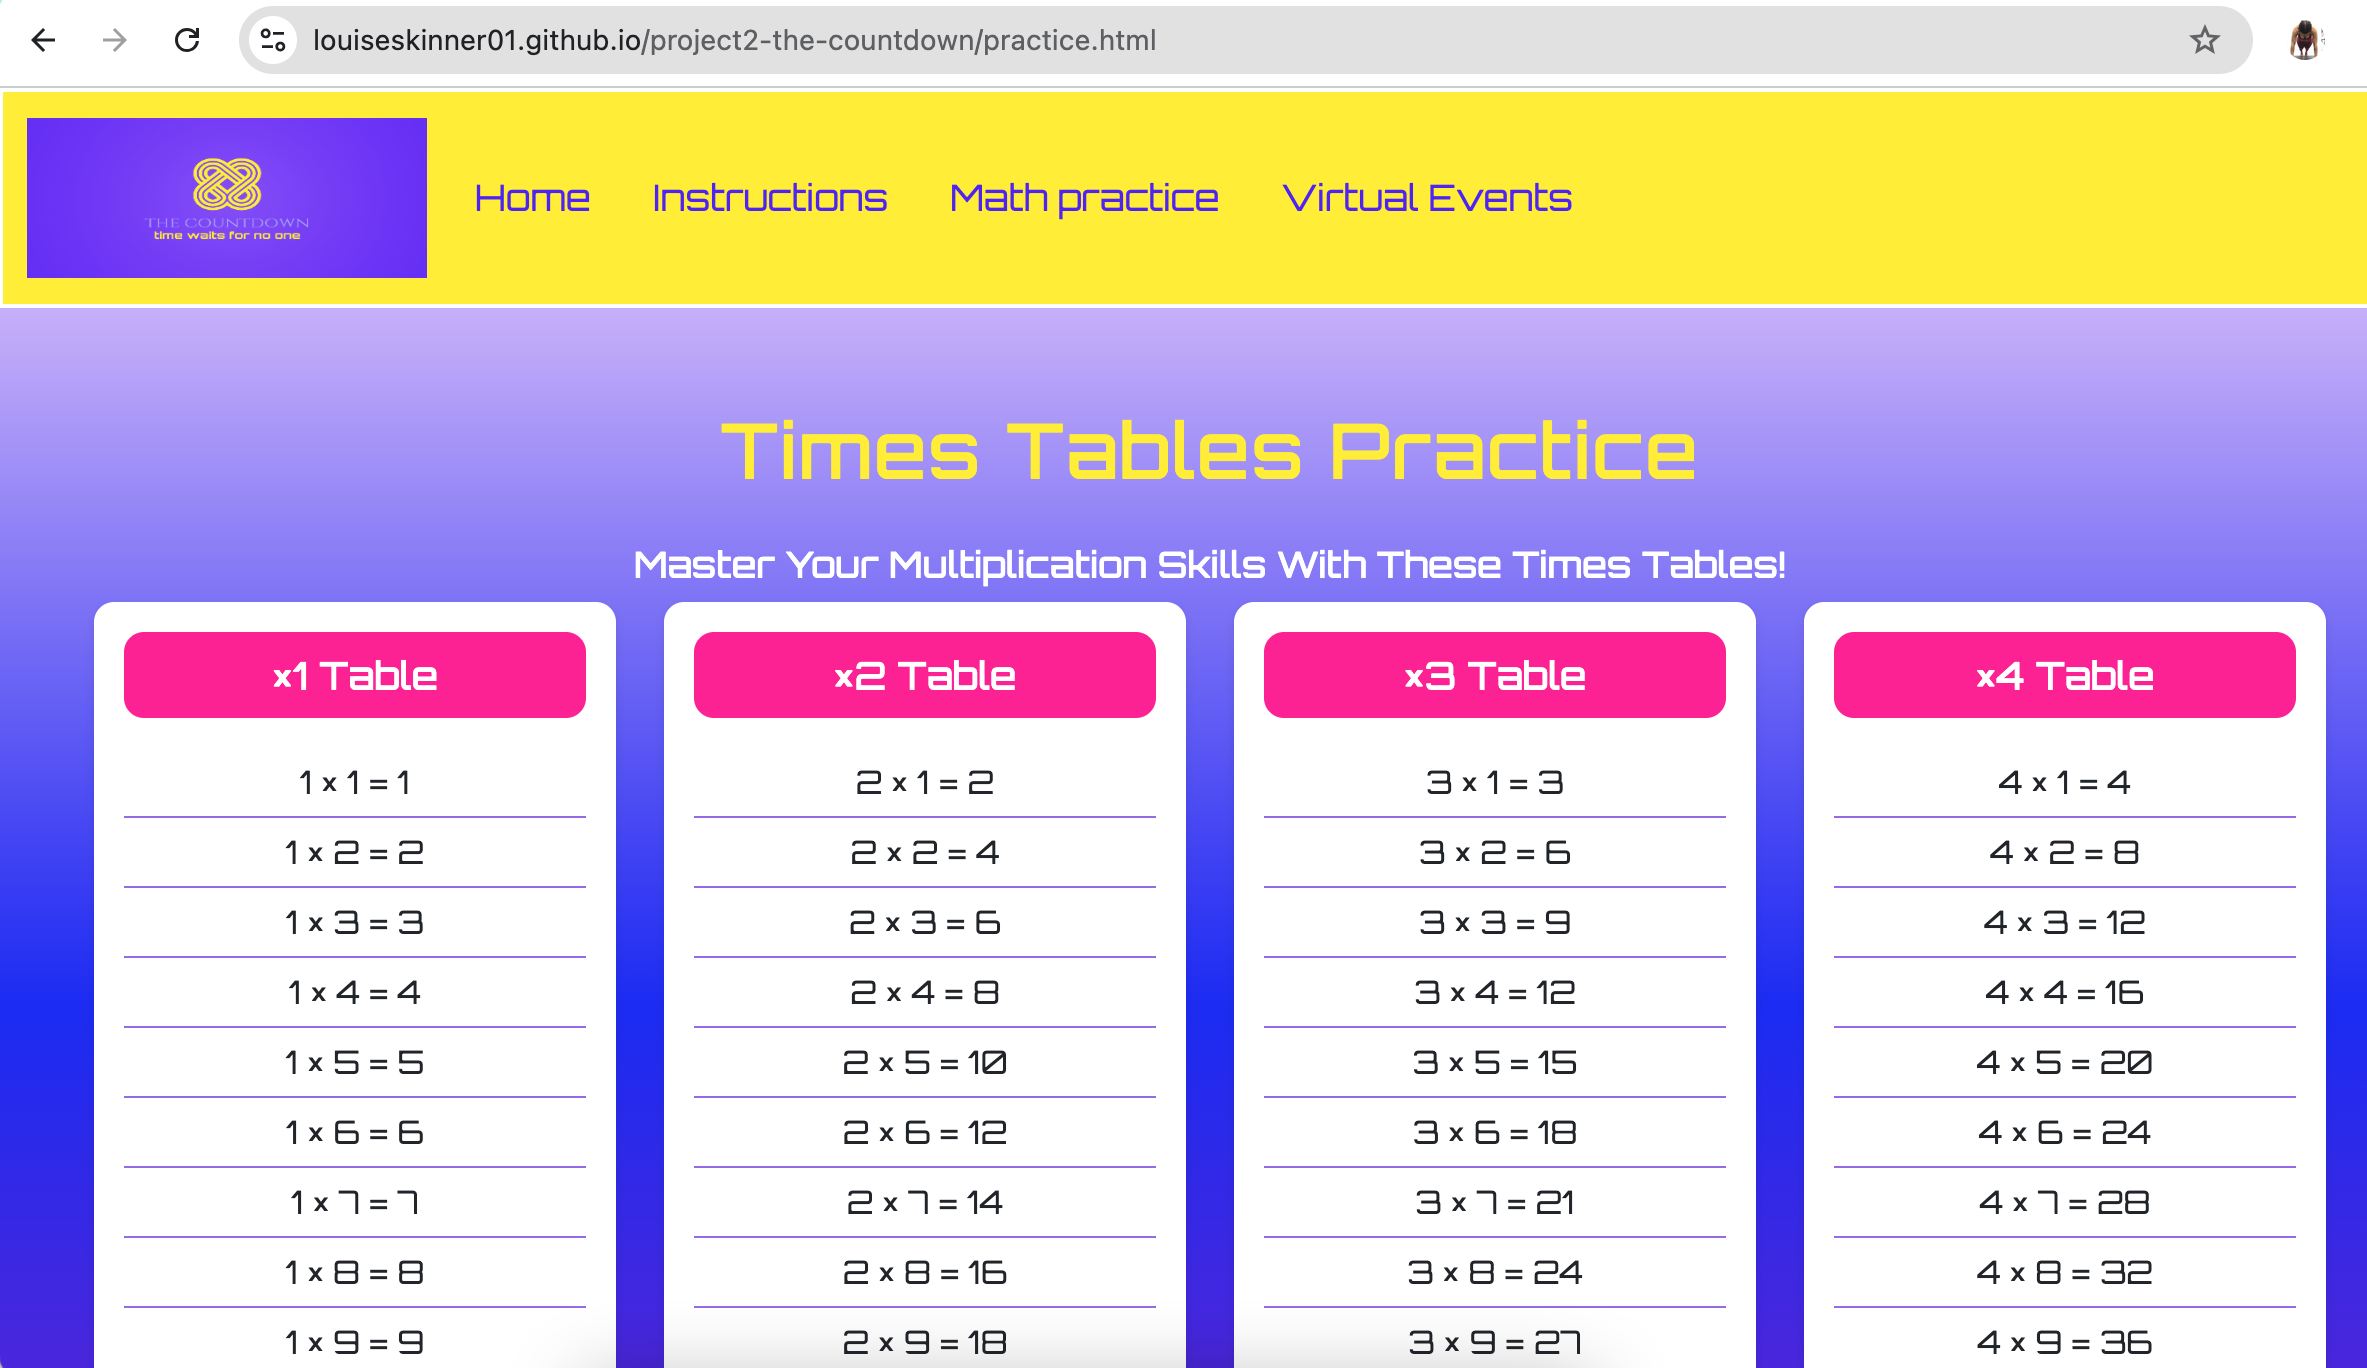 louiseskinner01.github.io/project2-the-countdown/practice.html
THE COUNTDOWN
time waits for no one
Home Instructions Math practice Virtual Events
Times Tables Practice
Master Your Multiplication Skills With These Times Tables!
x1 Table
1 x 1 = 1
1 x 2 = 2
1 x 3 = 3
1 x 4 = 4
1 x 5 = 5
1 x 6 = 6
1 x 7 = 7
1 x 8 = 8
1 x 9 = 9
x2 Table
2 x 1 = 2
2 x 2 = 4
2 x 3 = 6
2 x 4 = 8
2 x 5 = 10
2 x 6 = 12
2 x 7 = 14
2 x 8 = 16
2 x 9 = 18
x3 Table
3 x 1 = 3
3 x 2 = 6
3 x 3 = 9
3 x 4 = 12
3 x 5 = 15
3 x 6 = 18
3 x 7 = 21
3 x 8 = 24
3 x 9 = 27
x4 Table
4 x 1 = 4
4 x 2 = 8
4 x 3 = 12
4 x 4 = 16
4 x 5 = 20
4 x 6 = 24
4 x 7 = 28
4 x 8 = 32
4 x 9 = 36